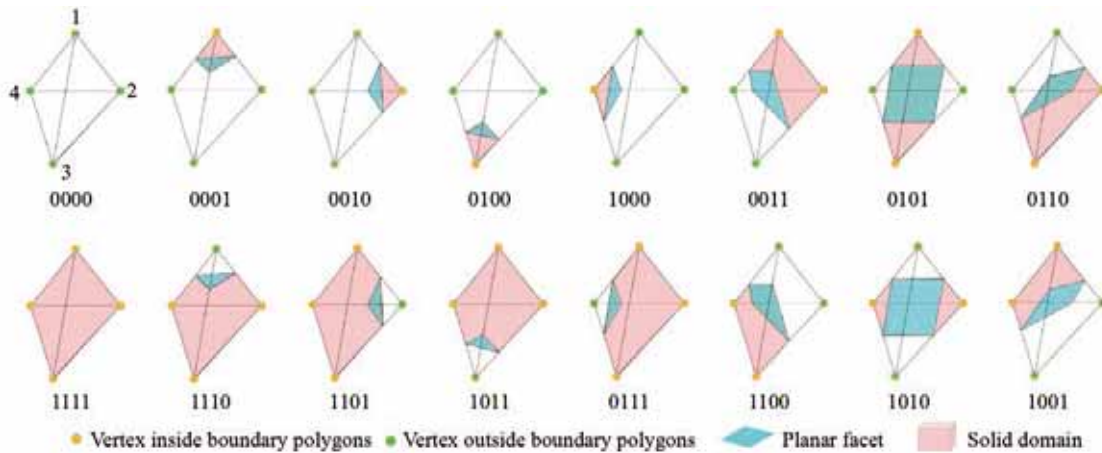 1
4
2
3
0000 0001 0010 0100 1000 0011 0101 0110
1111 1110 1101 1011 0111 1100 1010 1001
Vertex inside boundary polygons Vertex outside boundary polygons Planar facet Solid domain